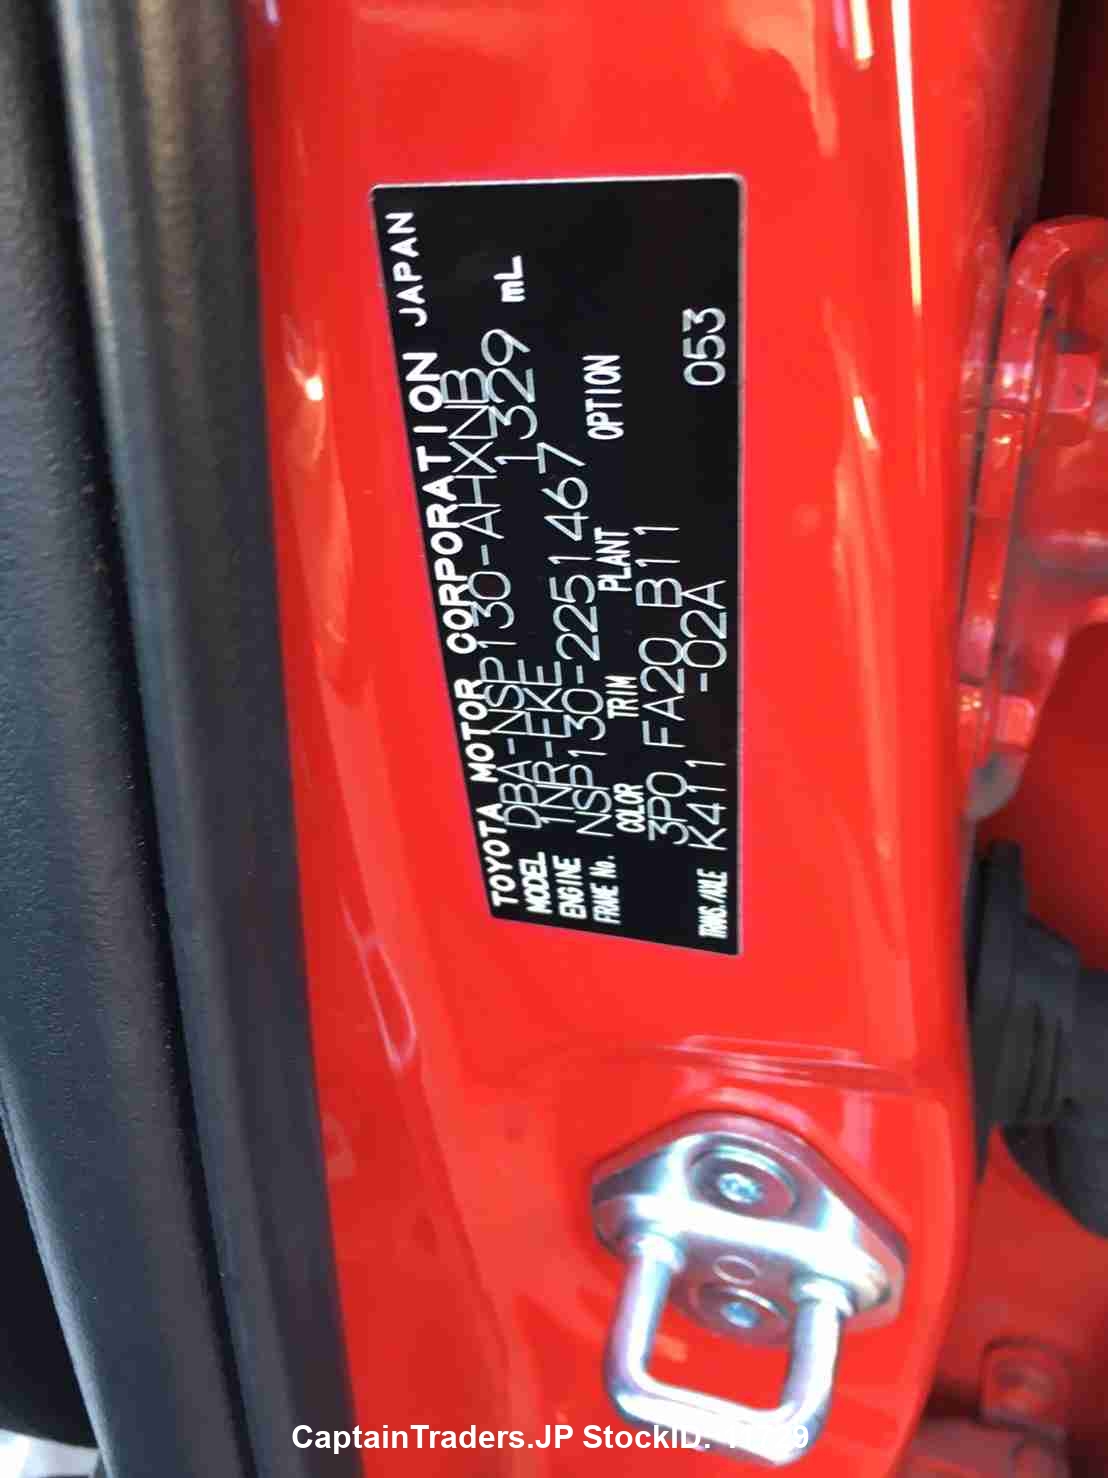 TOYOTA MOTOR CORPORATION JAPAN
MODEL DBA-NSP130-AHXNB
ENGINE 1NR-FKE 1329 mL
FRAME No. NSP130-2251467
COLOR TRIM PLANT OPTION
3P0 FA20 B11
TRANS./AXLE K411 -02A 053
CaptainTraders.JP StockID: